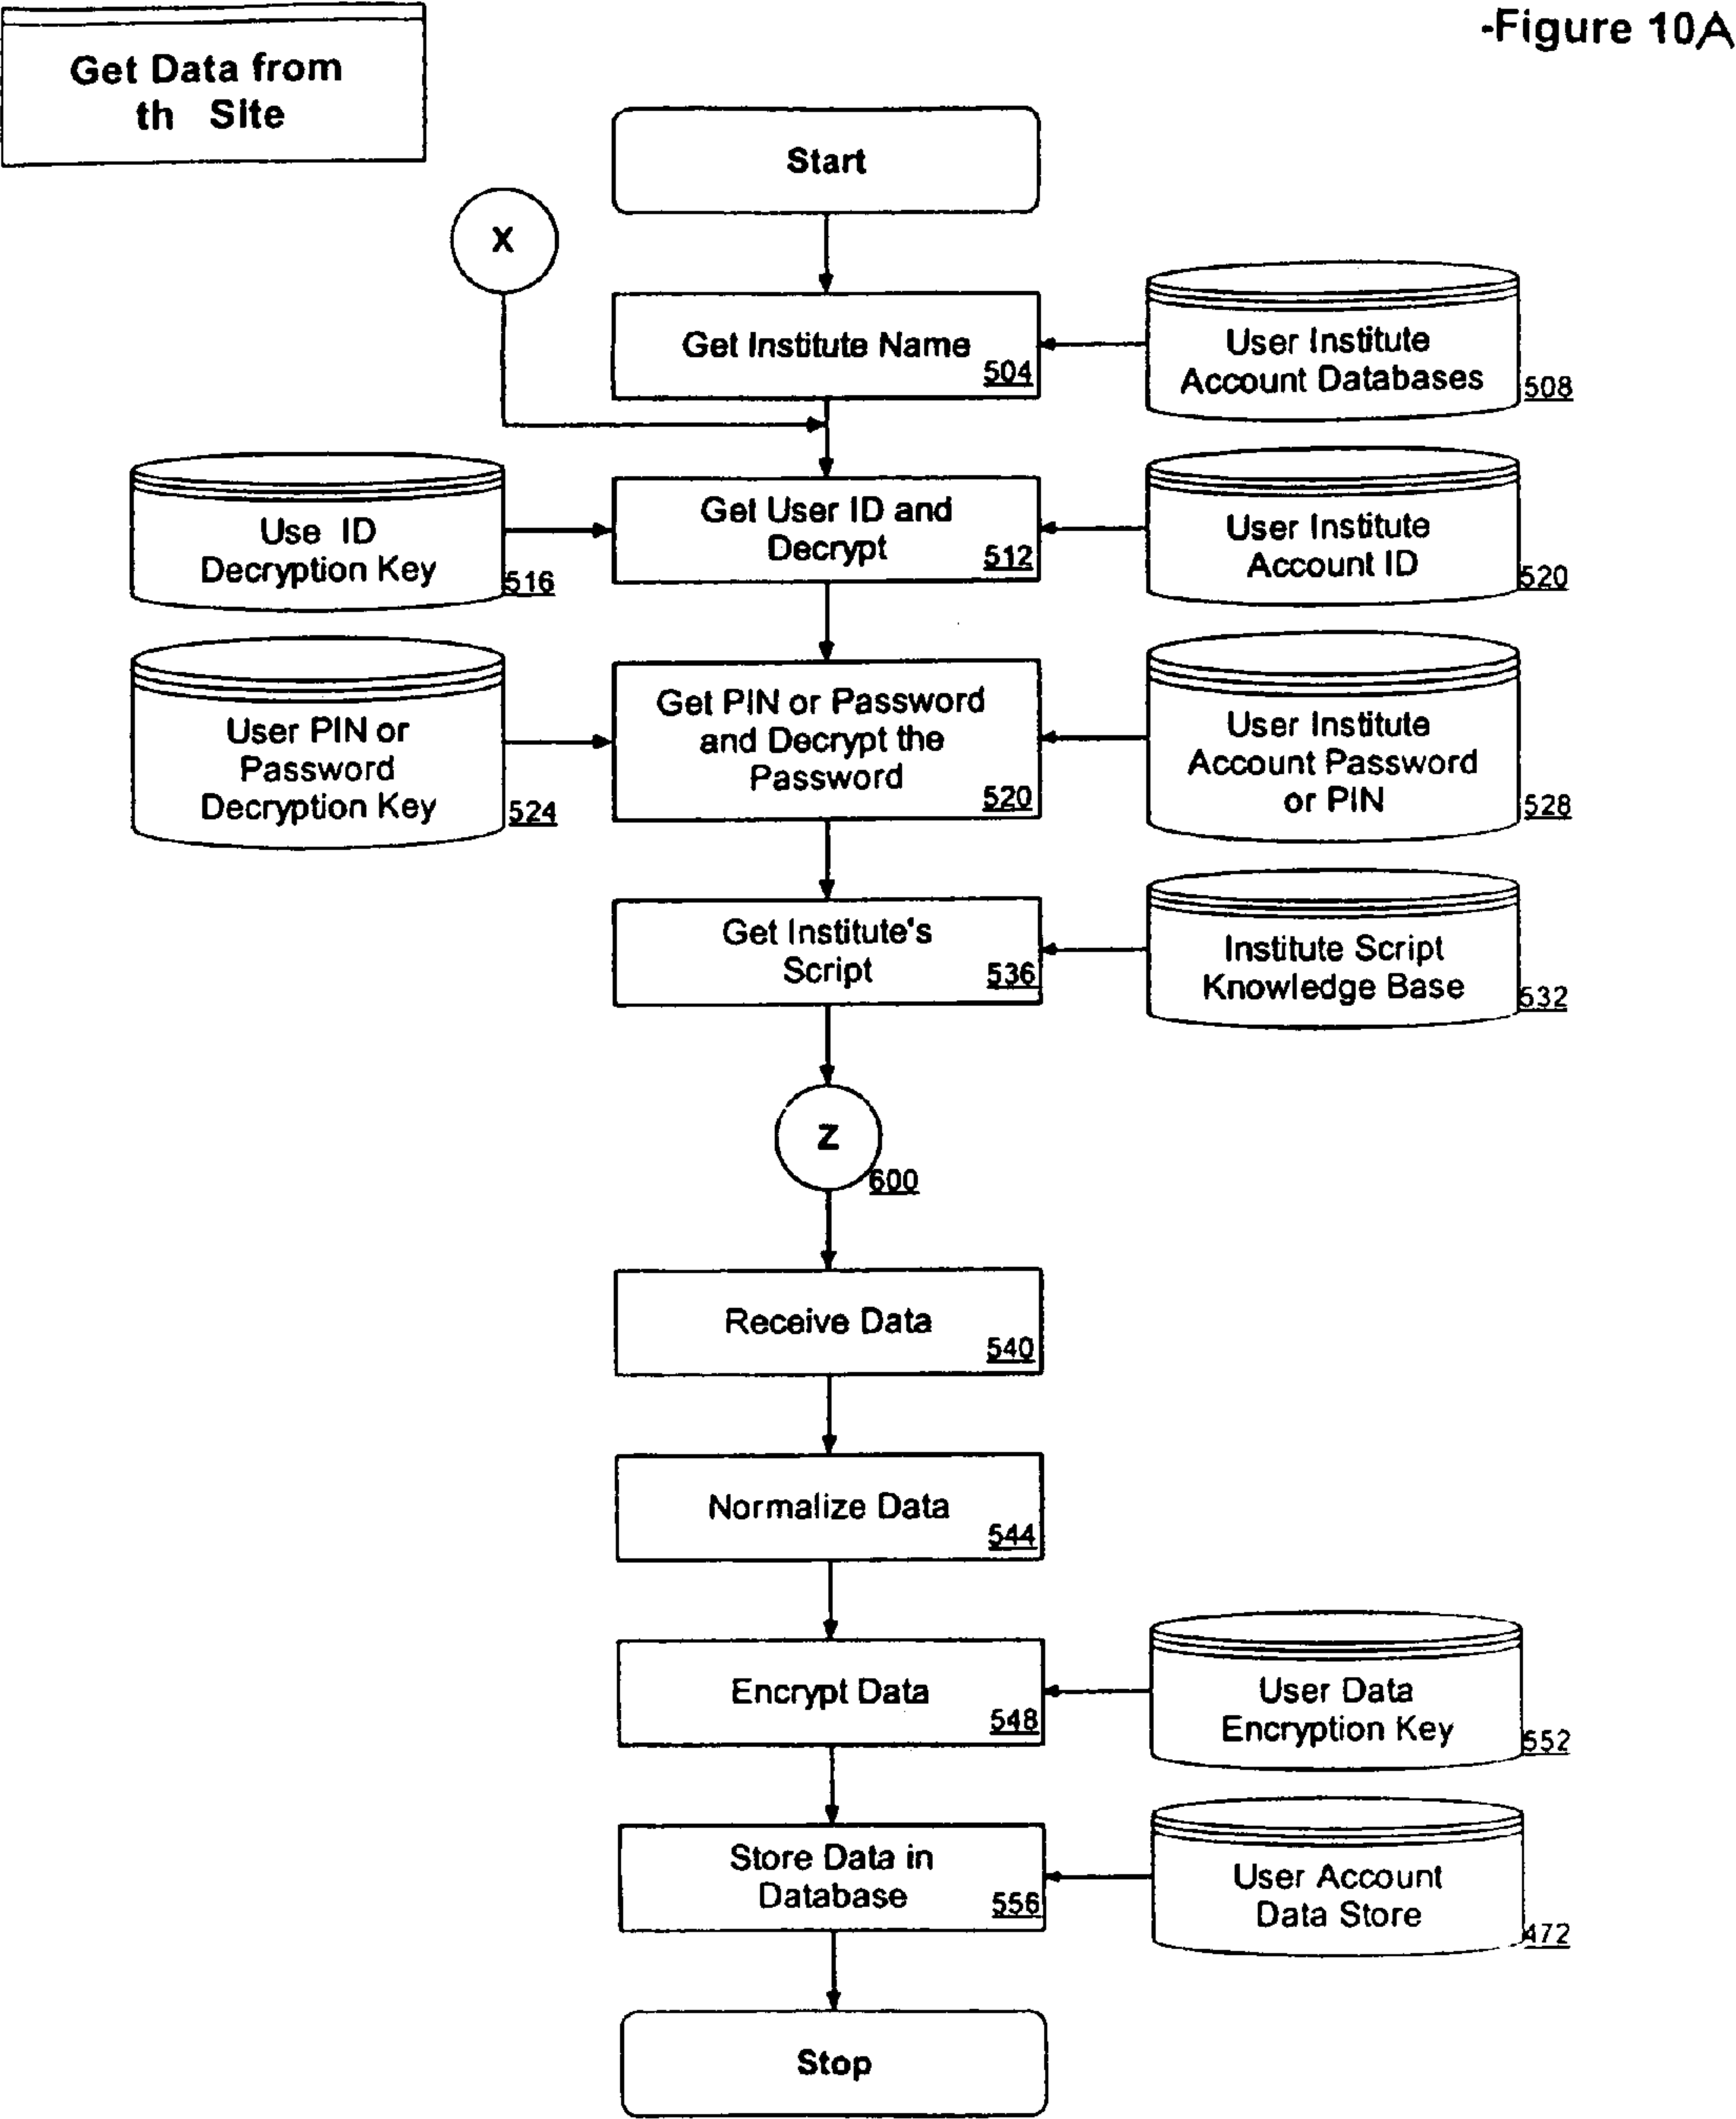 -Figure 10A
Get Data from
th Site
Start
X
Get Institute Name
504
User Institute
Account Databases
508
Use ID
Decryption Key
516
Get User ID and
Decrypt
512
User Institute
Account ID
520
User PIN or
Password
Decryption Key
524
Get PIN or Password
and Decrypt the
Password
520
User Institute
Account Password
or PIN
528
Get Institute's
Script
536
Institute Script
Knowledge Base
532
Z
600
Receive Data
540
Normalize Data
544
Encrypt Data
548
User Data
Encryption Key
552
Store Data in
Database
556
User Account
Data Store
472
Stop